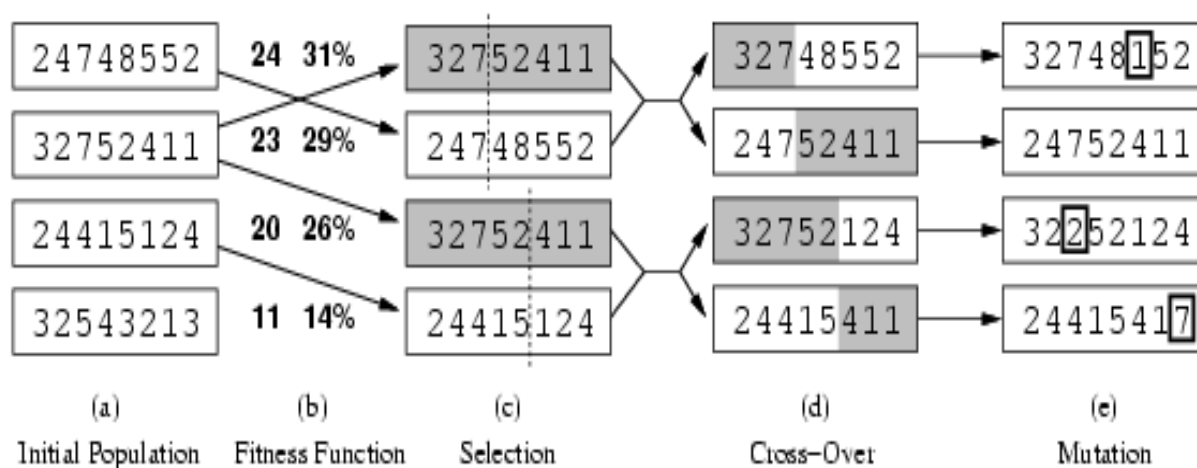 24748552 24 31% 32752411 32748552 32748152
32752411 23 29% 24748552 24752411 24752411
24415124 20 26% 32752411 32752124 32252124
32543213 11 14% 24415124 24415411 24415417
(a) (b) (c) (d) (e)
Initial Population Fitness Function Selection Cross-Over Mutation